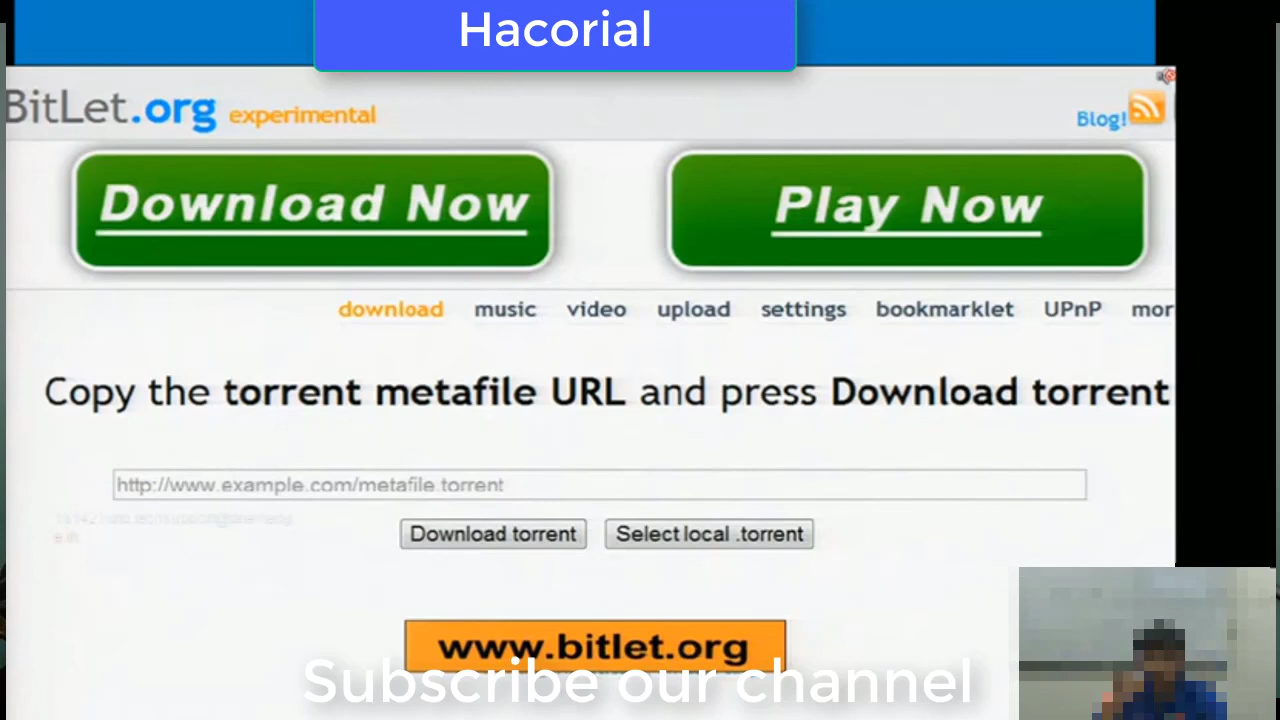 Hacorial
BitLet.org experimental
Blog!
Download Now
Play Now
download music video upload settings bookmarklet UPnP mor
Copy the torrent metafile URL and press Download torrent
http://www.example.com/metafile.torrent
Download torrent Select local .torrent
www.bitlet.org
Subscribe our channel